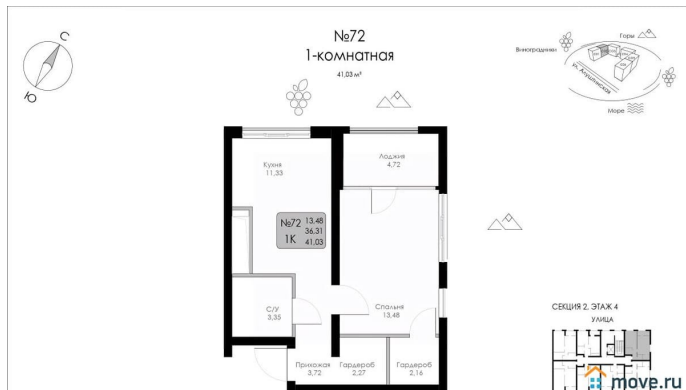 С
Ю
№72
1-комнатная
41,03 м²
Горы
Виноградники
ул. Алуштинская
Море
Кухня
11,33
Лоджия
4,72
№72 13,48
36,31
1К 41,03
С/У
3,35
Спальня
13,48
Прихожая
3,72
Гардероб
2,27
Гардероб
2,16
СЕКЦИЯ 2, ЭТАЖ 4
УЛИЦА
move.ru